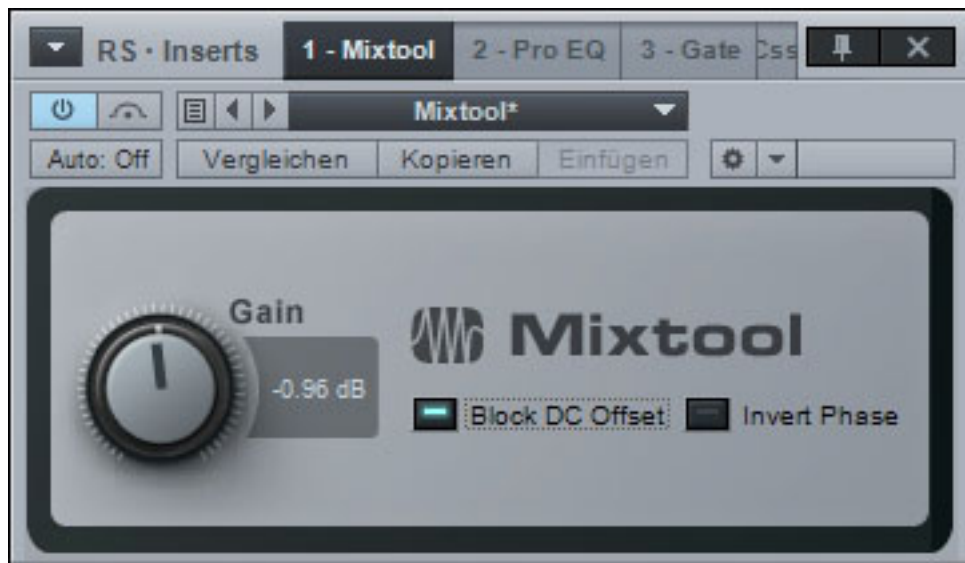 RS · Inserts 1 - Mixtool 2 - Pro EQ 3 - Gate
Mixtool*
Auto: Off Vergleichen Kopieren Einfügen
Gain
Mixtool
-0.96 dB
Block DC Offset Invert Phase